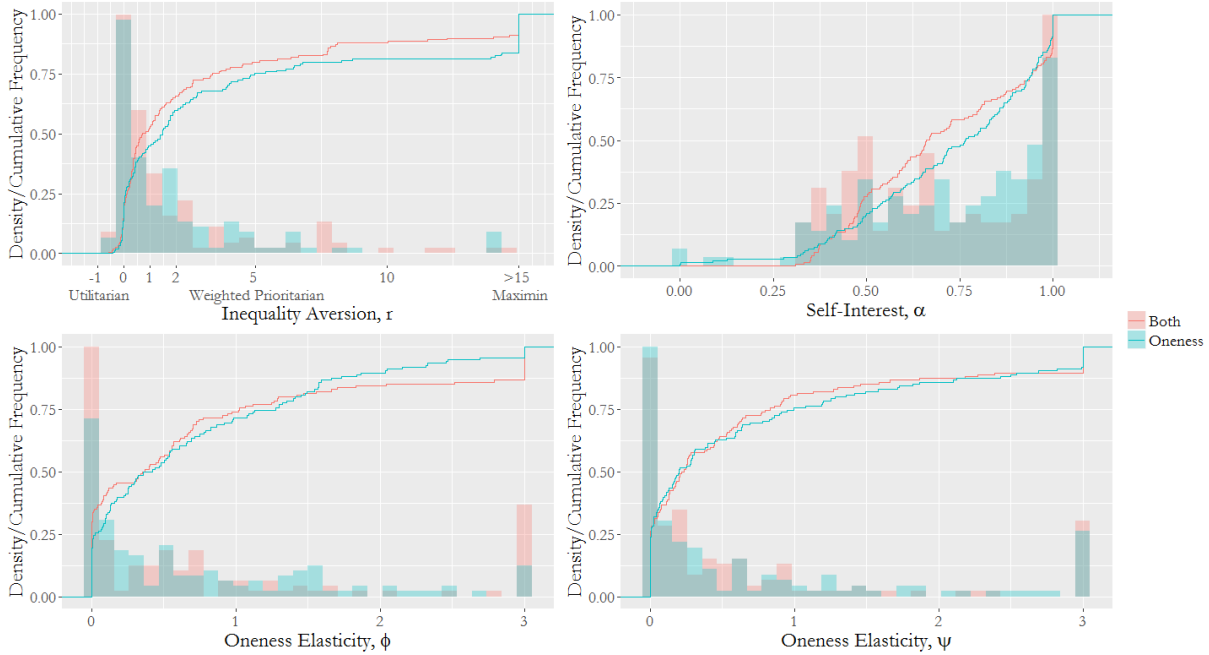 Density/Cumulative Frequency
1.00
0.75
0.50
0.25
0.00
-1 0 1 2 5 10 >15
Utilitarian Weighted Prioritarian Maximin
Inequality Aversion, r
Density/Cumulative Frequency
1.00
0.75
0.50
0.25
0.00
0.00 0.25 0.50 0.75 1.00
Self-Interest, α
Both
Oneness
Density/Cumulative Frequency
1.00
0.75
0.50
0.25
0.00
0 1 2 3
Oneness Elasticity, ϕ
Density/Cumulative Frequency
1.00
0.75
0.50
0.25
0.00
0 1 2 3
Oneness Elasticity, ψ